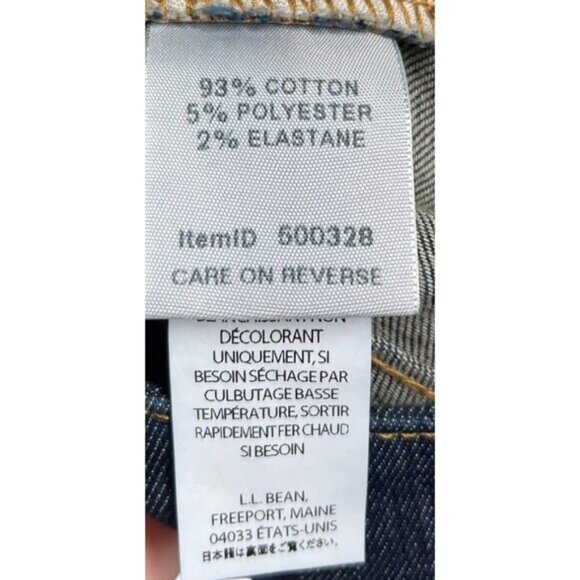 93% COTTON
5% POLYESTER
2% ELASTANE
ItemID 500328
CARE ON REVERSE
DÉCOLORANT
UNIQUEMENT, SI
BESOIN SÉCHAGE PAR
CULBUTAGE BASSE
TEMPÉRATURE, SORTIR
RAPIDEMENT FER CHAUD
SI BESOIN
L.L. BEAN,
FREEPORT, MAINE
04033 ÉTATS-UNIS
日本語は裏面をご覧ください。